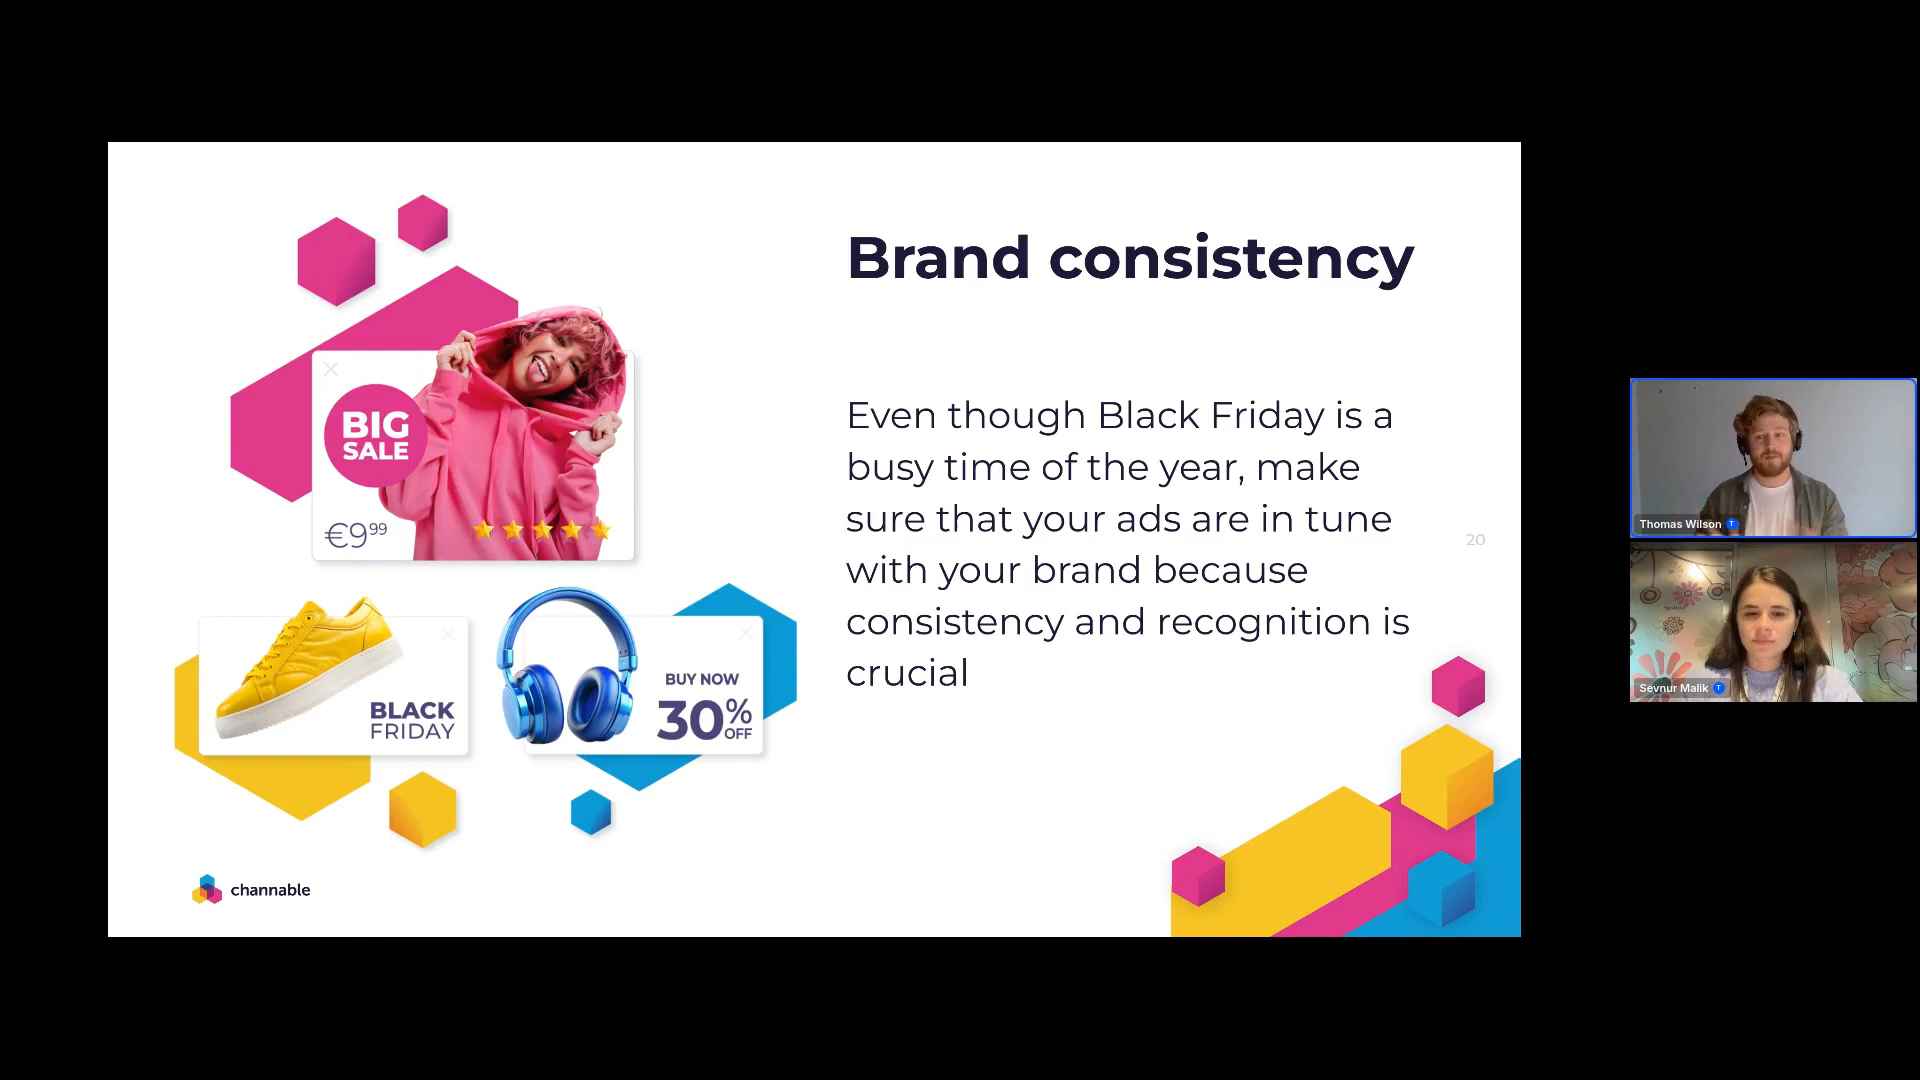 Brand consistency
Even though Black Friday is a
busy time of the year, make
sure that your ads are in tune
with your brand because
consistency and recognition is
crucial
20
BIG
SALE
€9⁹⁹
BLACK
FRIDAY
BUY NOW
30%
OFF
channable
Thomas Wilson
T
Sevnur Malik
T